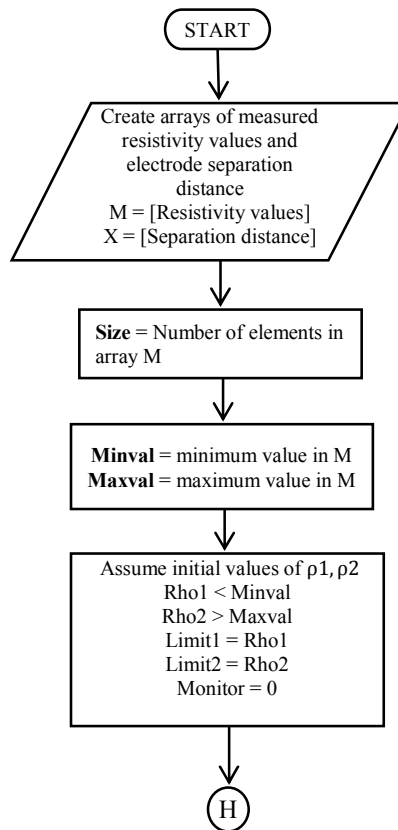 START
Create arrays of measured
resistivity values and
electrode separation
distance
M = [Resistivity values]
X = [Separation distance]
Size = Number of elements in
array M
Minval = minimum value in M
Maxval = maximum value in M
Assume initial values of ρ1, ρ2
Rho1 < Minval
Rho2 > Maxval
Limit1 = Rho1
Limit2 = Rho2
Monitor = 0
H